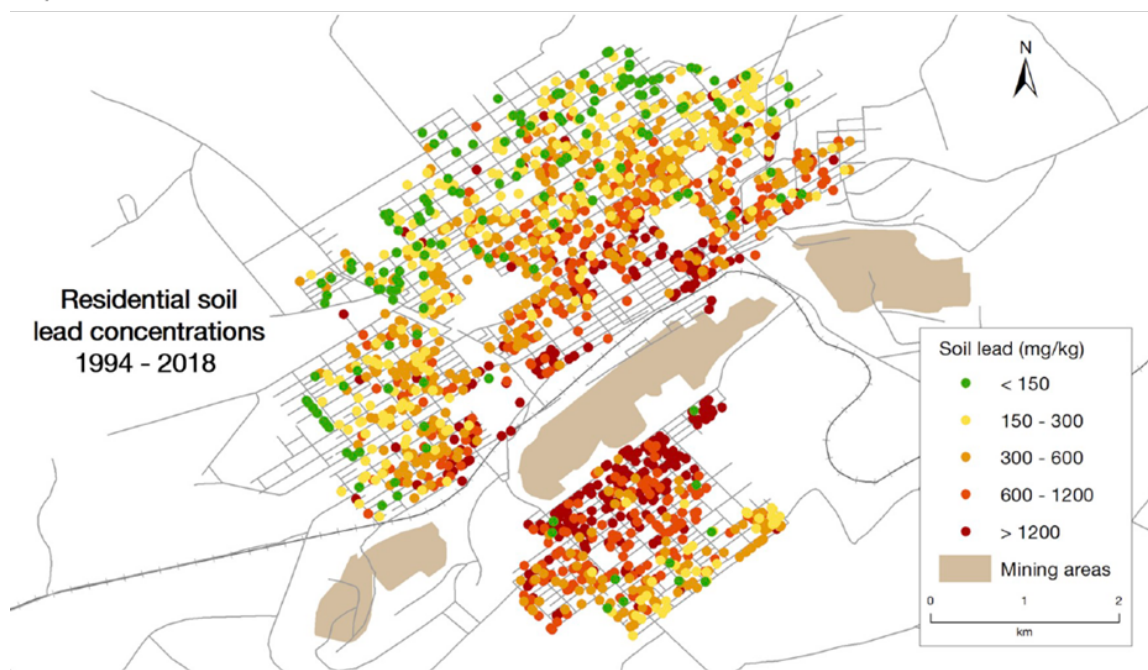 N
Residential soil
lead concentrations
1994 - 2018
Soil lead (mg/kg)
< 150
150 - 300
300 - 600
600 - 1200
> 1200
Mining areas
0 1 2
km